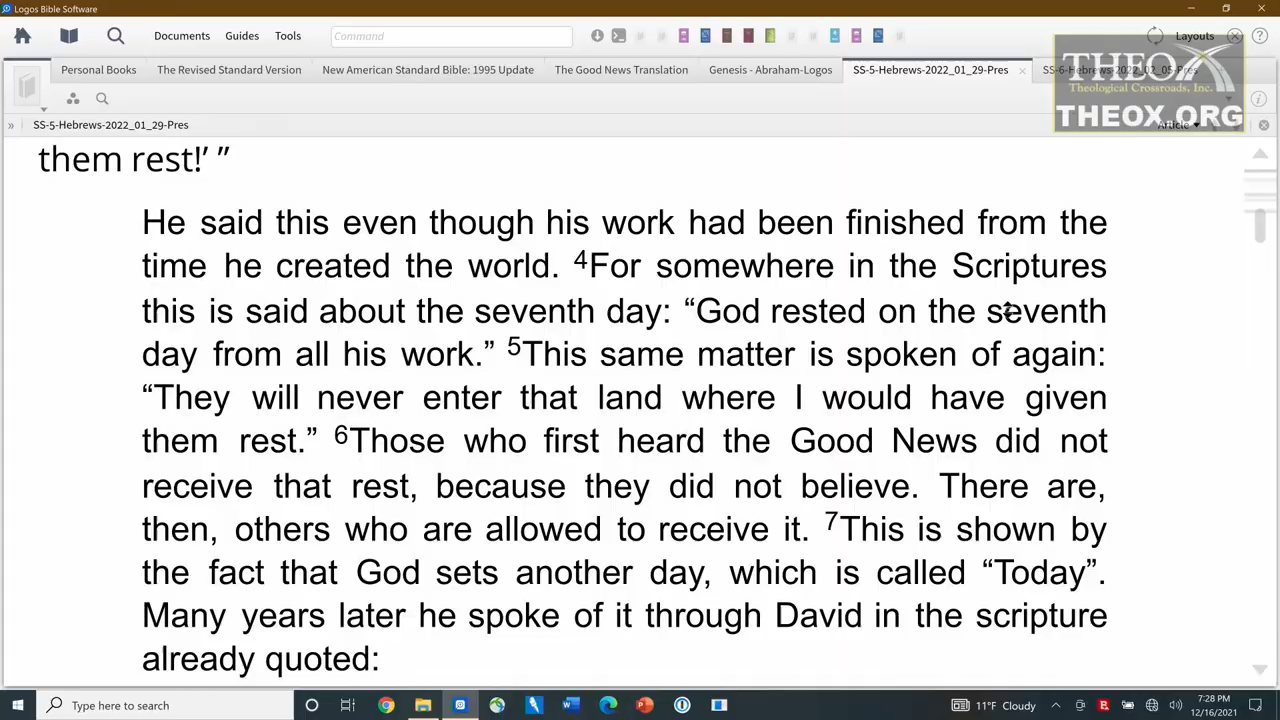 Logos Bible Software
Documents Guides Tools Command Layouts
THEOX
Theological Crossroads, Inc.
THEOX.ORG
Personal Books The Revised Standard Version New American Standard Bible 1995 Update The Good News Translation Genesis - Abraham-Logos SS-5-Hebrews-2022_01_29-Pres SS-6-Hebrews-2022_02_05-Pres
SS-5-Hebrews-2022_01_29-Pres Article
them rest!’ ”
He said this even though his work had been finished from the
time he created the world. 4For somewhere in the Scriptures
this is said about the seventh day: “God rested on the seventh
day from all his work.” 5This same matter is spoken of again:
“They will never enter that land where I would have given
them rest.” 6Those who first heard the Good News did not
receive that rest, because they did not believe. There are,
then, others who are allowed to receive it. 7This is shown by
the fact that God sets another day, which is called “Today”.
Many years later he spoke of it through David in the scripture
already quoted:
Type here to search 11°F Cloudy 7:28 PM
12/16/2021